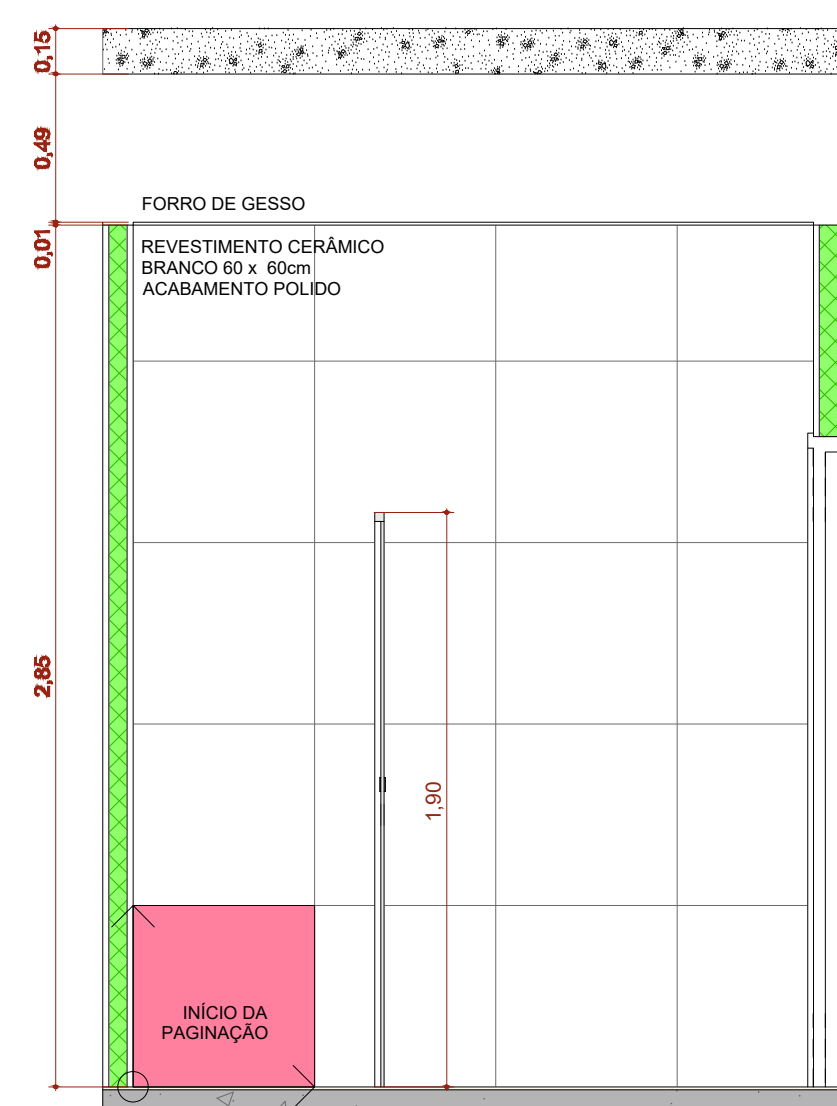 0,15
0,49
FORRO DE GESSO
0,01
REVESTIMENTO CERÂMICO
BRANCO 60 x 60cm
ACABAMENTO POLIDO
2,85
1,90
INÍCIO DA
PAGINAÇÃO